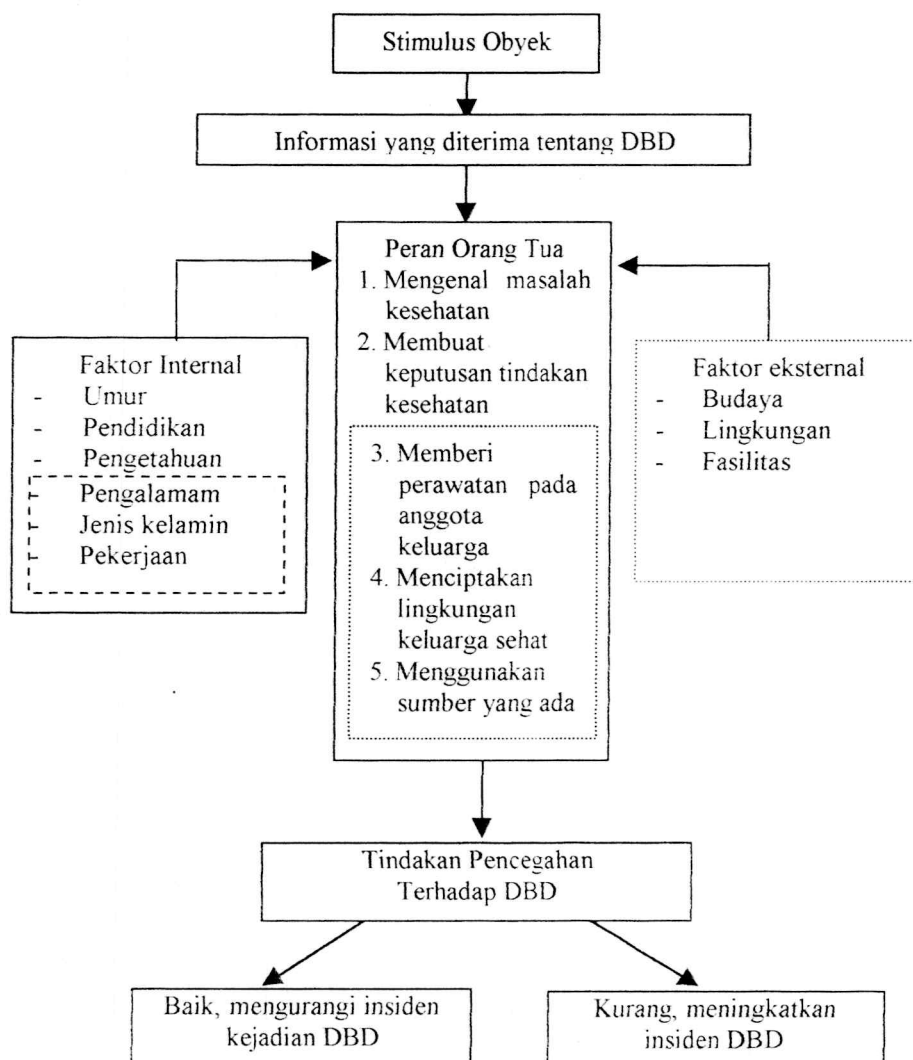 Stimulus Obyek
Informasi yang diterima tentang DBD
Peran Orang Tua
1. Mengenal masalah
kesehatan
2. Membuat
keputusan tindakan
kesehatan
3. Memberi
perawatan pada
anggota
keluarga
4. Menciptakan
lingkungan
keluarga sehat
5. Menggunakan
sumber yang ada
Faktor Internal
- Umur
- Pendidikan
- Pengetahuan
- Pengalamam
- Jenis kelamin
- Pekerjaan
Faktor eksternal
- Budaya
- Lingkungan
- Fasilitas
Tindakan Pencegahan
Terhadap DBD
Baik, mengurangi insiden
kejadian DBD
Kurang, meningkatkan
insiden DBD